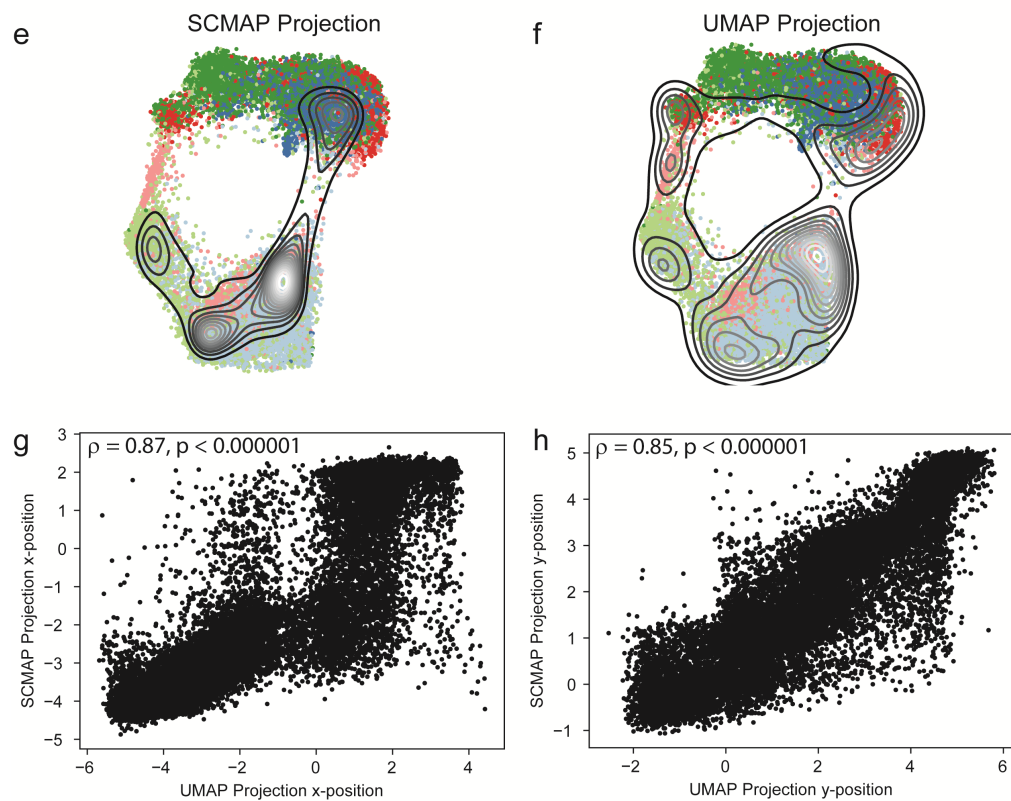 e
SCMAP Projection
f
UMAP Projection
g
ρ = 0.87, p < 0.000001
3
2
1
0
−1
−2
−3
−4
−5
SCMAP Projection x-position
−6
−4
−2
0
2
4
UMAP Projection x-position
h
ρ = 0.85, p < 0.000001
5
4
3
2
1
0
−1
SCMAP Projection y-position
−2
0
2
4
6
UMAP Projection y-position